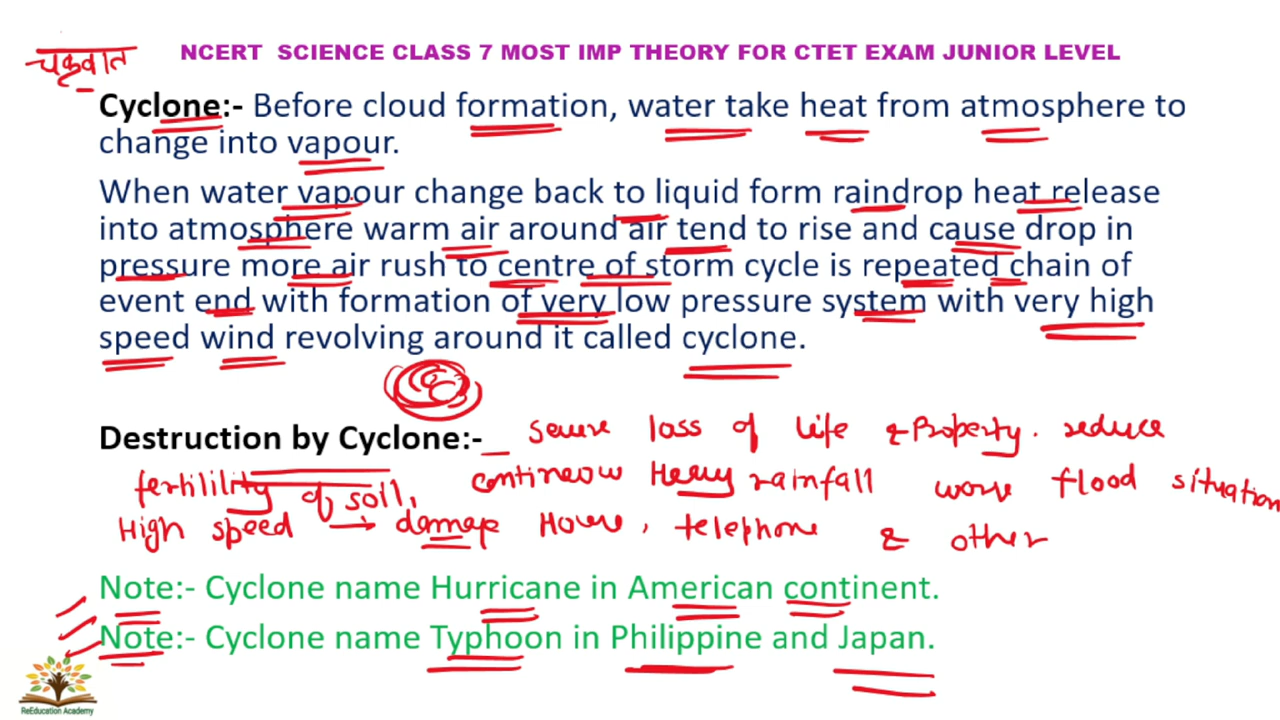 चक्रवात
NCERT SCIENCE CLASS 7 MOST IMP THEORY FOR CTET EXAM JUNIOR LEVEL
Cyclone:- Before cloud formation, water take heat from atmosphere to
change into vapour.
When water vapour change back to liquid form raindrop heat release
into atmosphere warm air around air tend to rise and cause drop in
pressure more air rush to centre of storm cycle is repeated chain of
event end with formation of very low pressure system with very high
speed wind revolving around it called cyclone.
Destruction by Cyclone:- severe loss of life & Property. reduce
fertility of soil, Heavy rainfall flood situation
High speed → damage House, telephone & other
Note:- Cyclone name Hurricane in American continent.
Note:- Cyclone name Typhoon in Philippine and Japan.
ReEducation Academy